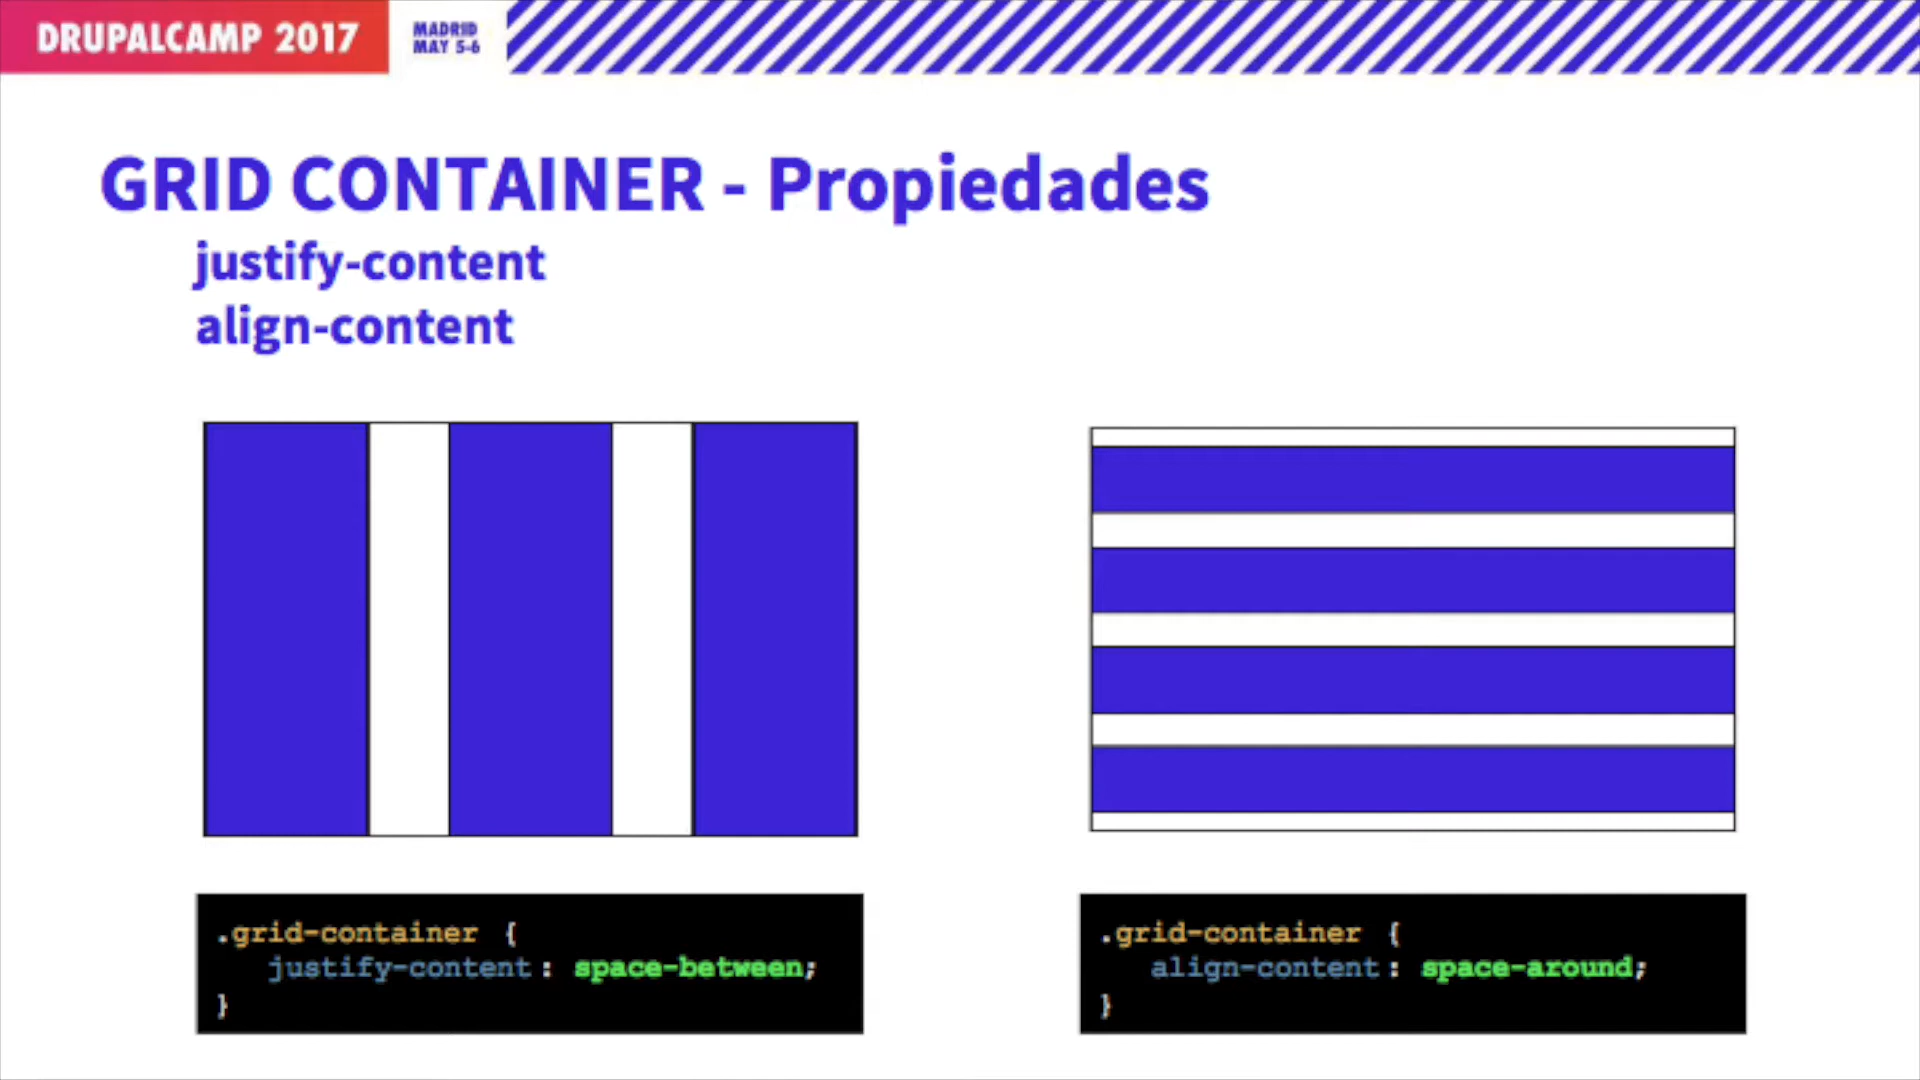 DRUPALCAMP 2017
MADRID
MAY 5-6
GRID CONTAINER - Propiedades
justify-content
align-content
.grid-container {
justify-content: space-between;
}
.grid-container {
align-content: space-around;
}